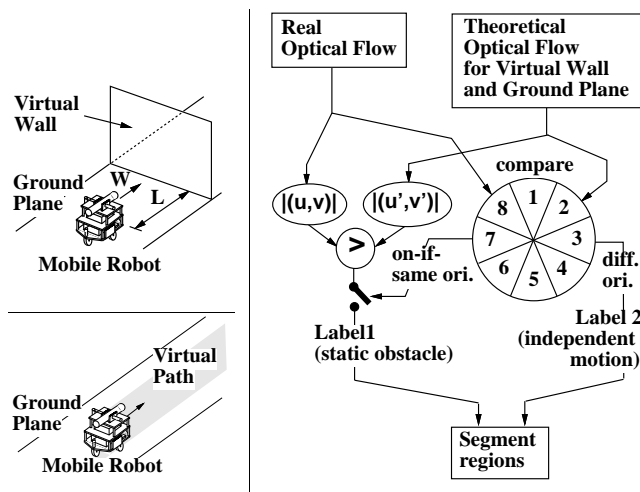 Virtual
Wall
Ground
Plane
W
L
Mobile Robot
Virtual
Path
Ground
Plane
Mobile Robot
Real
Optical Flow
Theoretical
Optical Flow
for Virtual Wall
and Ground Plane
compare
|(u,v)|
|(u',v')|
1
2
3
4
5
6
7
8
>
on-if-
same ori.
diff.
ori.
Label1
(static obstacle)
Label 2
(independent
motion)
Segment
regions